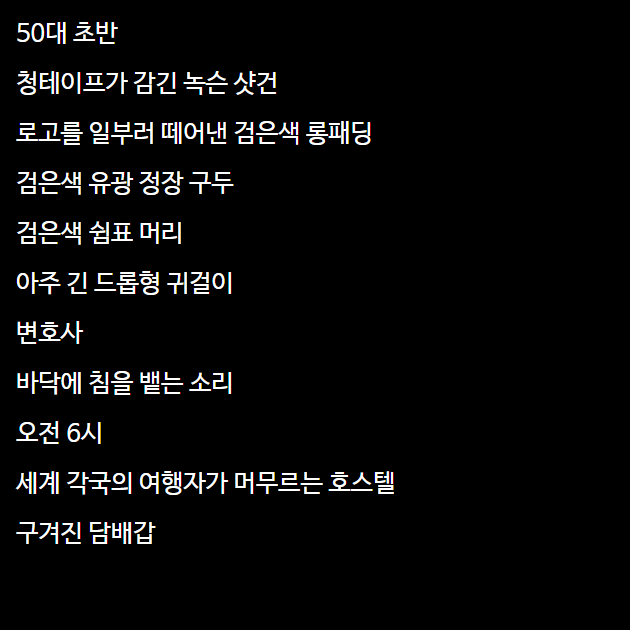 50대 초반
청테이프가 감긴 녹슨 샷건
로고를 일부러 떼어낸 검은색 롱패딩
검은색 유광 정장 구두
검은색 쉼표 머리
아주 긴 드롭형 귀걸이
변호사
바닥에 침을 뱉는 소리
오전 6시
세계 각국의 여행자가 머무르는 호스텔
구겨진 담배갑